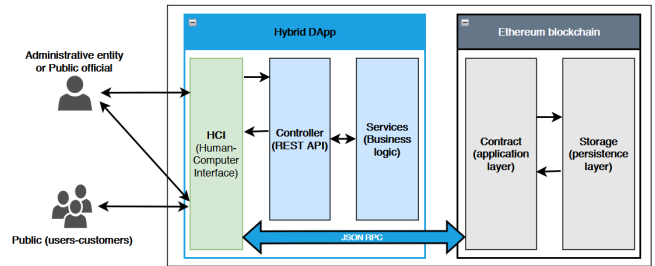 Hybrid DApp
Ethereum blockchain
Administrative entity
or Public official
HCI
(Human-
Computer
Interface)
Controller
(REST API)
Services
(Business
logic)
Contract
(application
layer)
Storage
(persistence
layer)
Public (users-customers)
JSON RPC